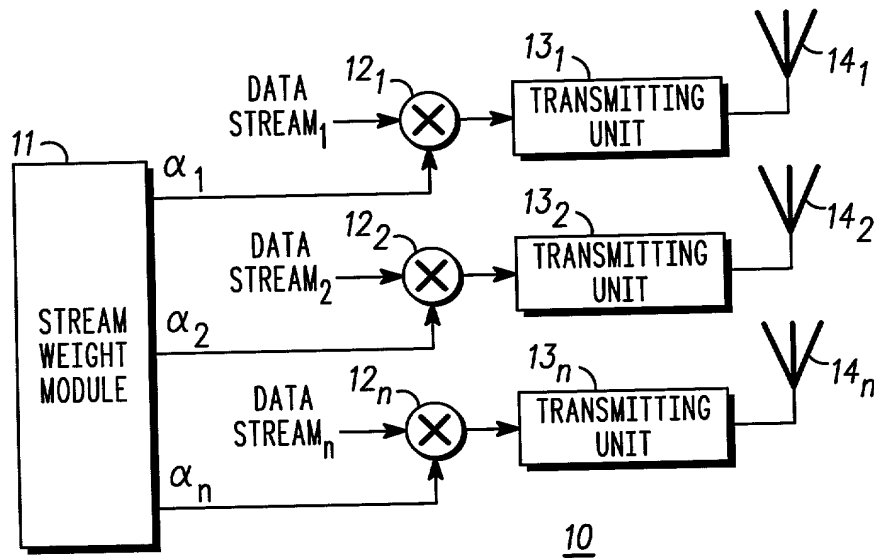 13₁
14₁
12₁
DATA
STREAM₁
TRANSMITTING
UNIT
11
α₁
13₂
14₂
12₂
DATA
STREAM₂
TRANSMITTING
UNIT
STREAM
WEIGHT
MODULE
α₂
13ₙ
14ₙ
12ₙ
DATA
STREAMₙ
TRANSMITTING
UNIT
αₙ
10